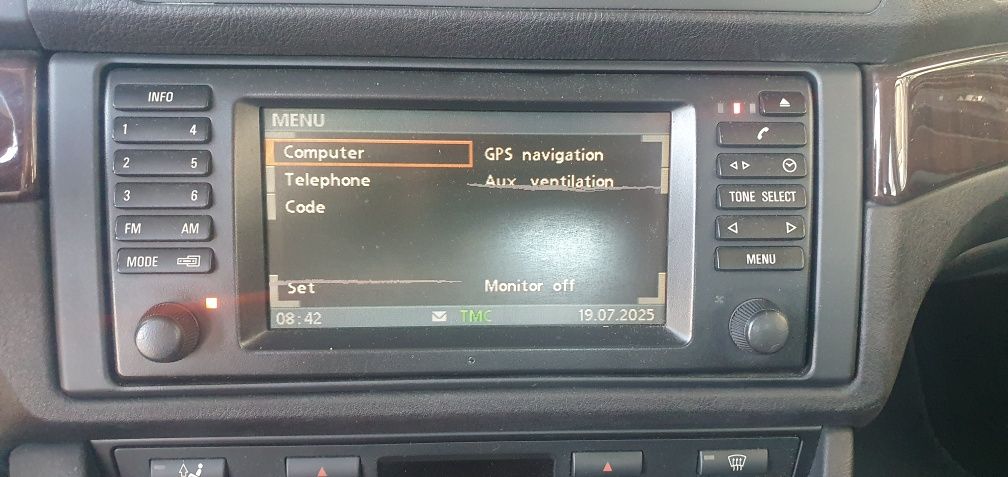 INFO
1 4
2 5
3 6
FM AM
MODE
MENU
Computer GPS navigation
Telephone Aux ventilation
Code
Set Monitor off
08:42 TMC 19.07.2025
TONE SELECT
MENU